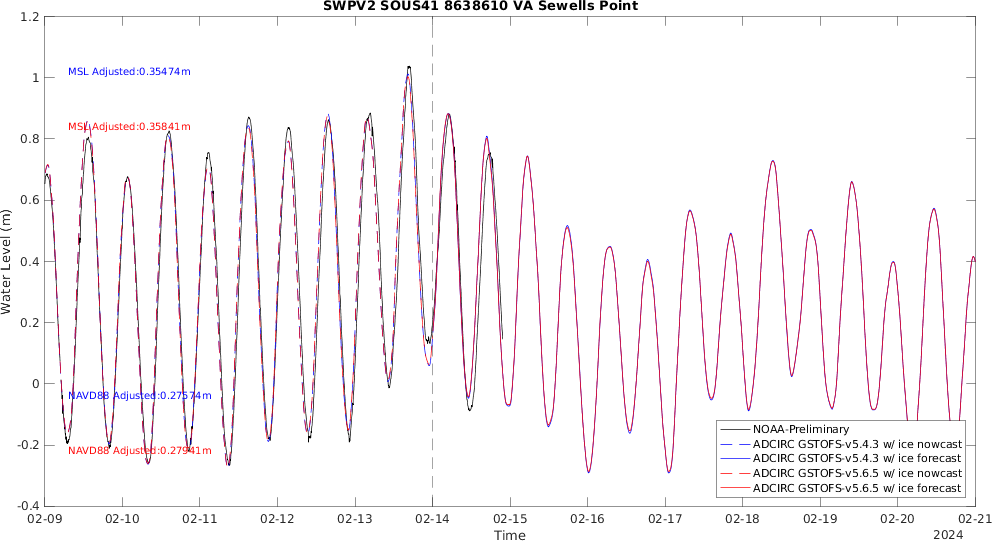 SWPV2 SOUS41 8638610 VA Sewells Point
1.2
1
0.8
0.6
0.4
0.2
0
-0.2
-0.4
Water Level (m)
MSL Adjusted:0.35474m
MSL Adjusted:0.35841m
NAVD88 Adjusted:0.27574m
NAVD88 Adjusted:0.27941m
NOAA-Preliminary
ADCIRC GSTOFS-v5.4.3 w/ ice nowcast
ADCIRC GSTOFS-v5.4.3 w/ ice forecast
ADCIRC GSTOFS-v5.6.5 w/ ice nowcast
ADCIRC GSTOFS-v5.6.5 w/ ice forecast
02-09 02-10 02-11 02-12 02-13 02-14 02-15 02-16 02-17 02-18 02-19 02-20 02-21
Time
2024